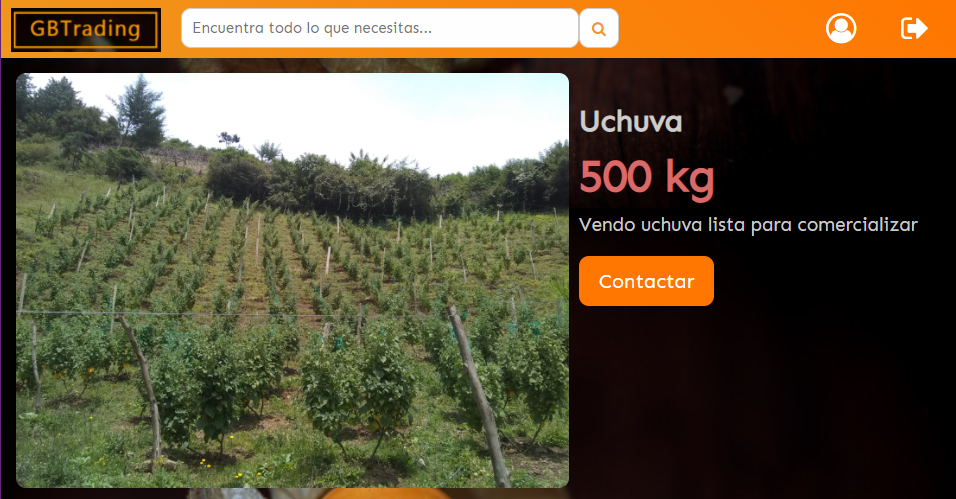 GBTrading
Encuentra todo lo que necesitas...
Uchuva
500 kg
Vendo uchuva lista para comercializar
Contactar